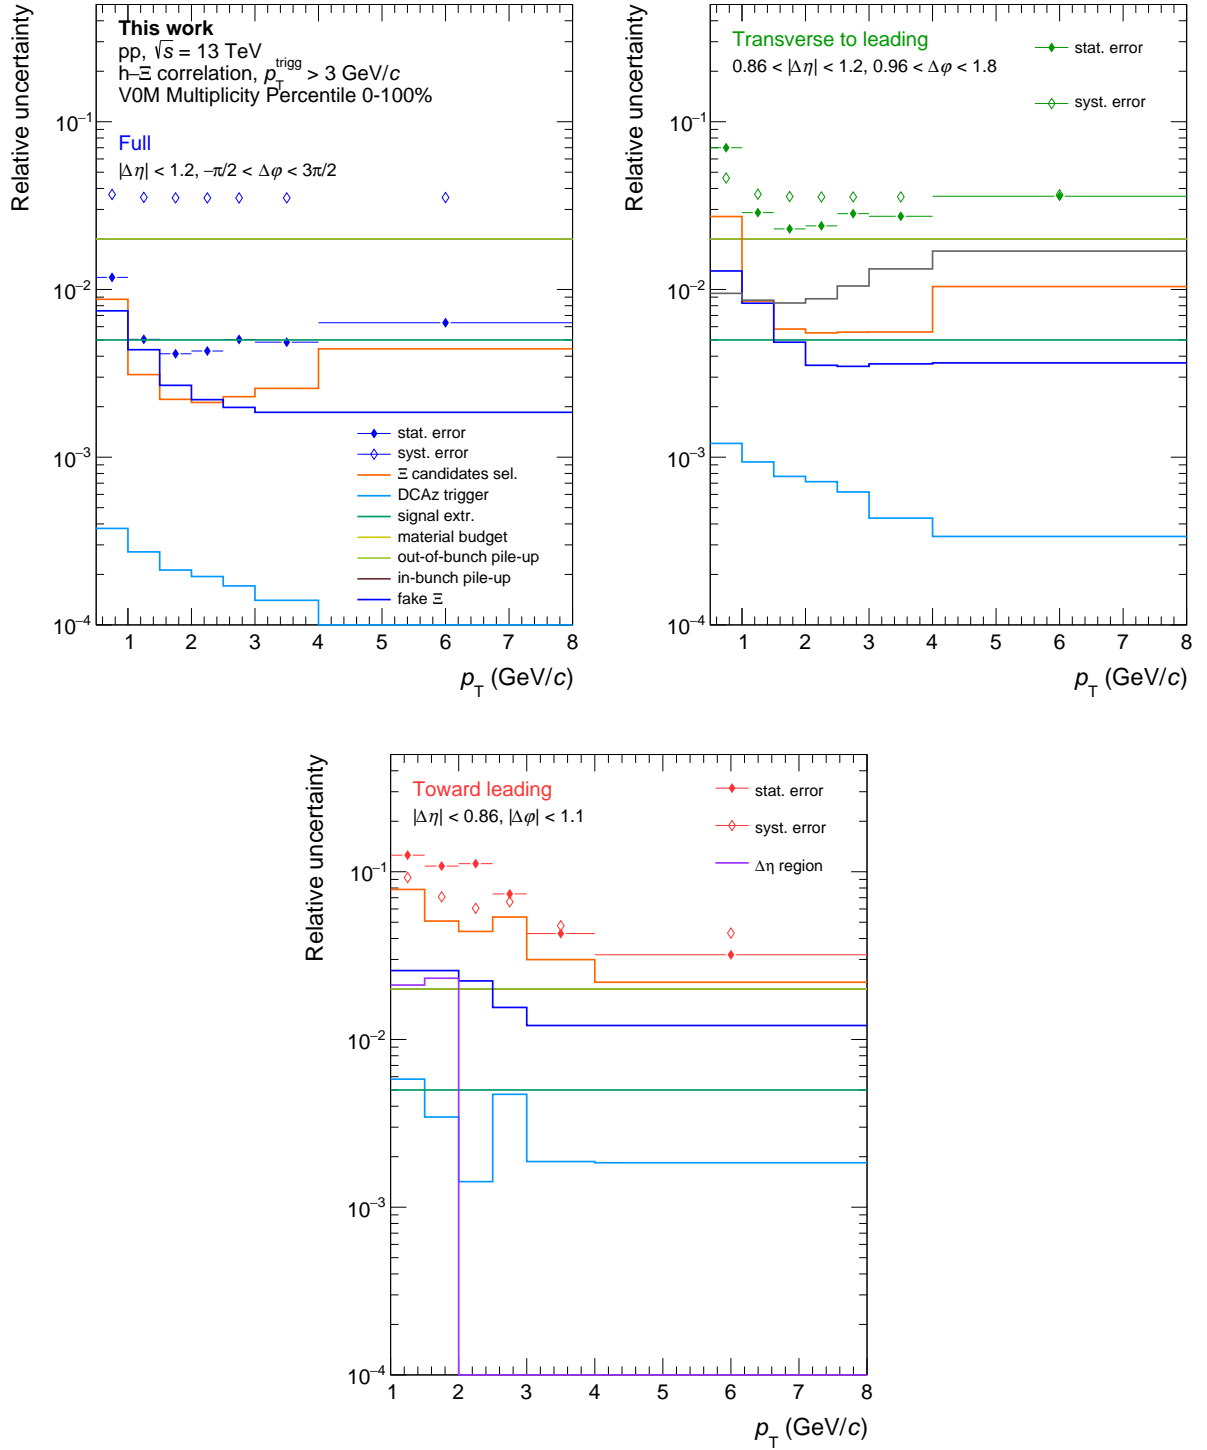 This work
pp, √s = 13 TeV
h–Ξ correlation, p_T^trigg > 3 GeV/c
V0M Multiplicity Percentile 0-100%
Full
|Δη| < 1.2, –π/2 < Δφ < 3π/2
Relative uncertainty
10⁻¹
10⁻²
10⁻³
10⁻⁴
stat. error
syst. error
Ξ candidates sel.
DCAz trigger
signal extr.
material budget
out-of-bunch pile-up
in-bunch pile-up
fake Ξ
1 2 3 4 5 6 7 8
p_T (GeV/c)
Transverse to leading
0.86 < |Δη| < 1.2, 0.96 < Δφ < 1.8
stat. error
syst. error
Relative uncertainty
10⁻¹
10⁻²
10⁻³
10⁻⁴
1 2 3 4 5 6 7 8
p_T (GeV/c)
Toward leading
|Δη| < 0.86, |Δφ| < 1.1
stat. error
syst. error
Δη region
Relative uncertainty
10⁻¹
10⁻²
10⁻³
10⁻⁴
1 2 3 4 5 6 7 8
p_T (GeV/c)